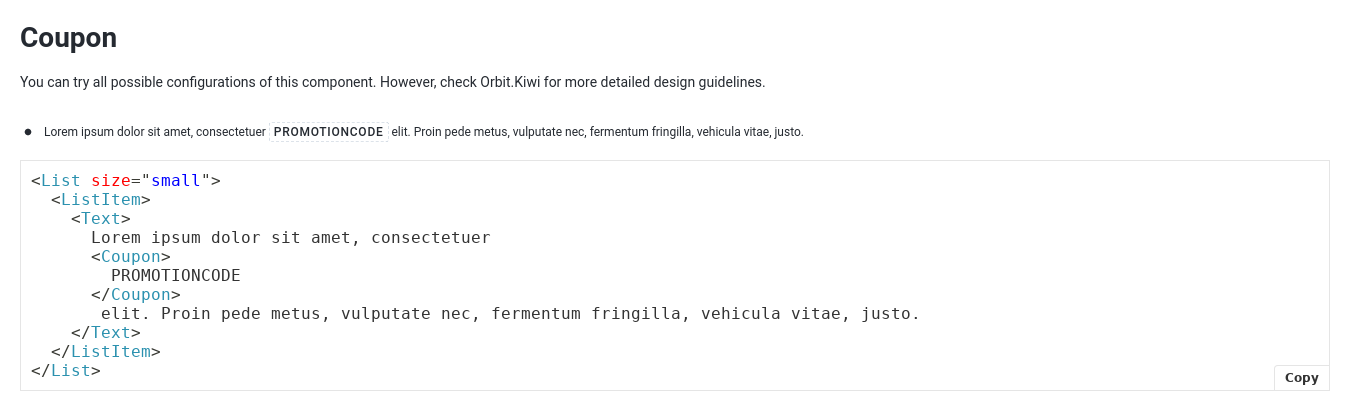 Coupon
You can try all possible configurations of this component. However, check Orbit.Kiwi for more detailed design guidelines.
● Lorem ipsum dolor sit amet, consectetuer PROMOTIONCODE elit. Proin pede metus, vulputate nec, fermentum fringilla, vehicula vitae, justo.
<List size="small">
  <ListItem>
    <Text>
      Lorem ipsum dolor sit amet, consectetuer
      <Coupon>
        PROMOTIONCODE
      </Coupon>
       elit. Proin pede metus, vulputate nec, fermentum fringilla, vehicula vitae, justo.
    </Text>
  </ListItem>
</List>
Copy